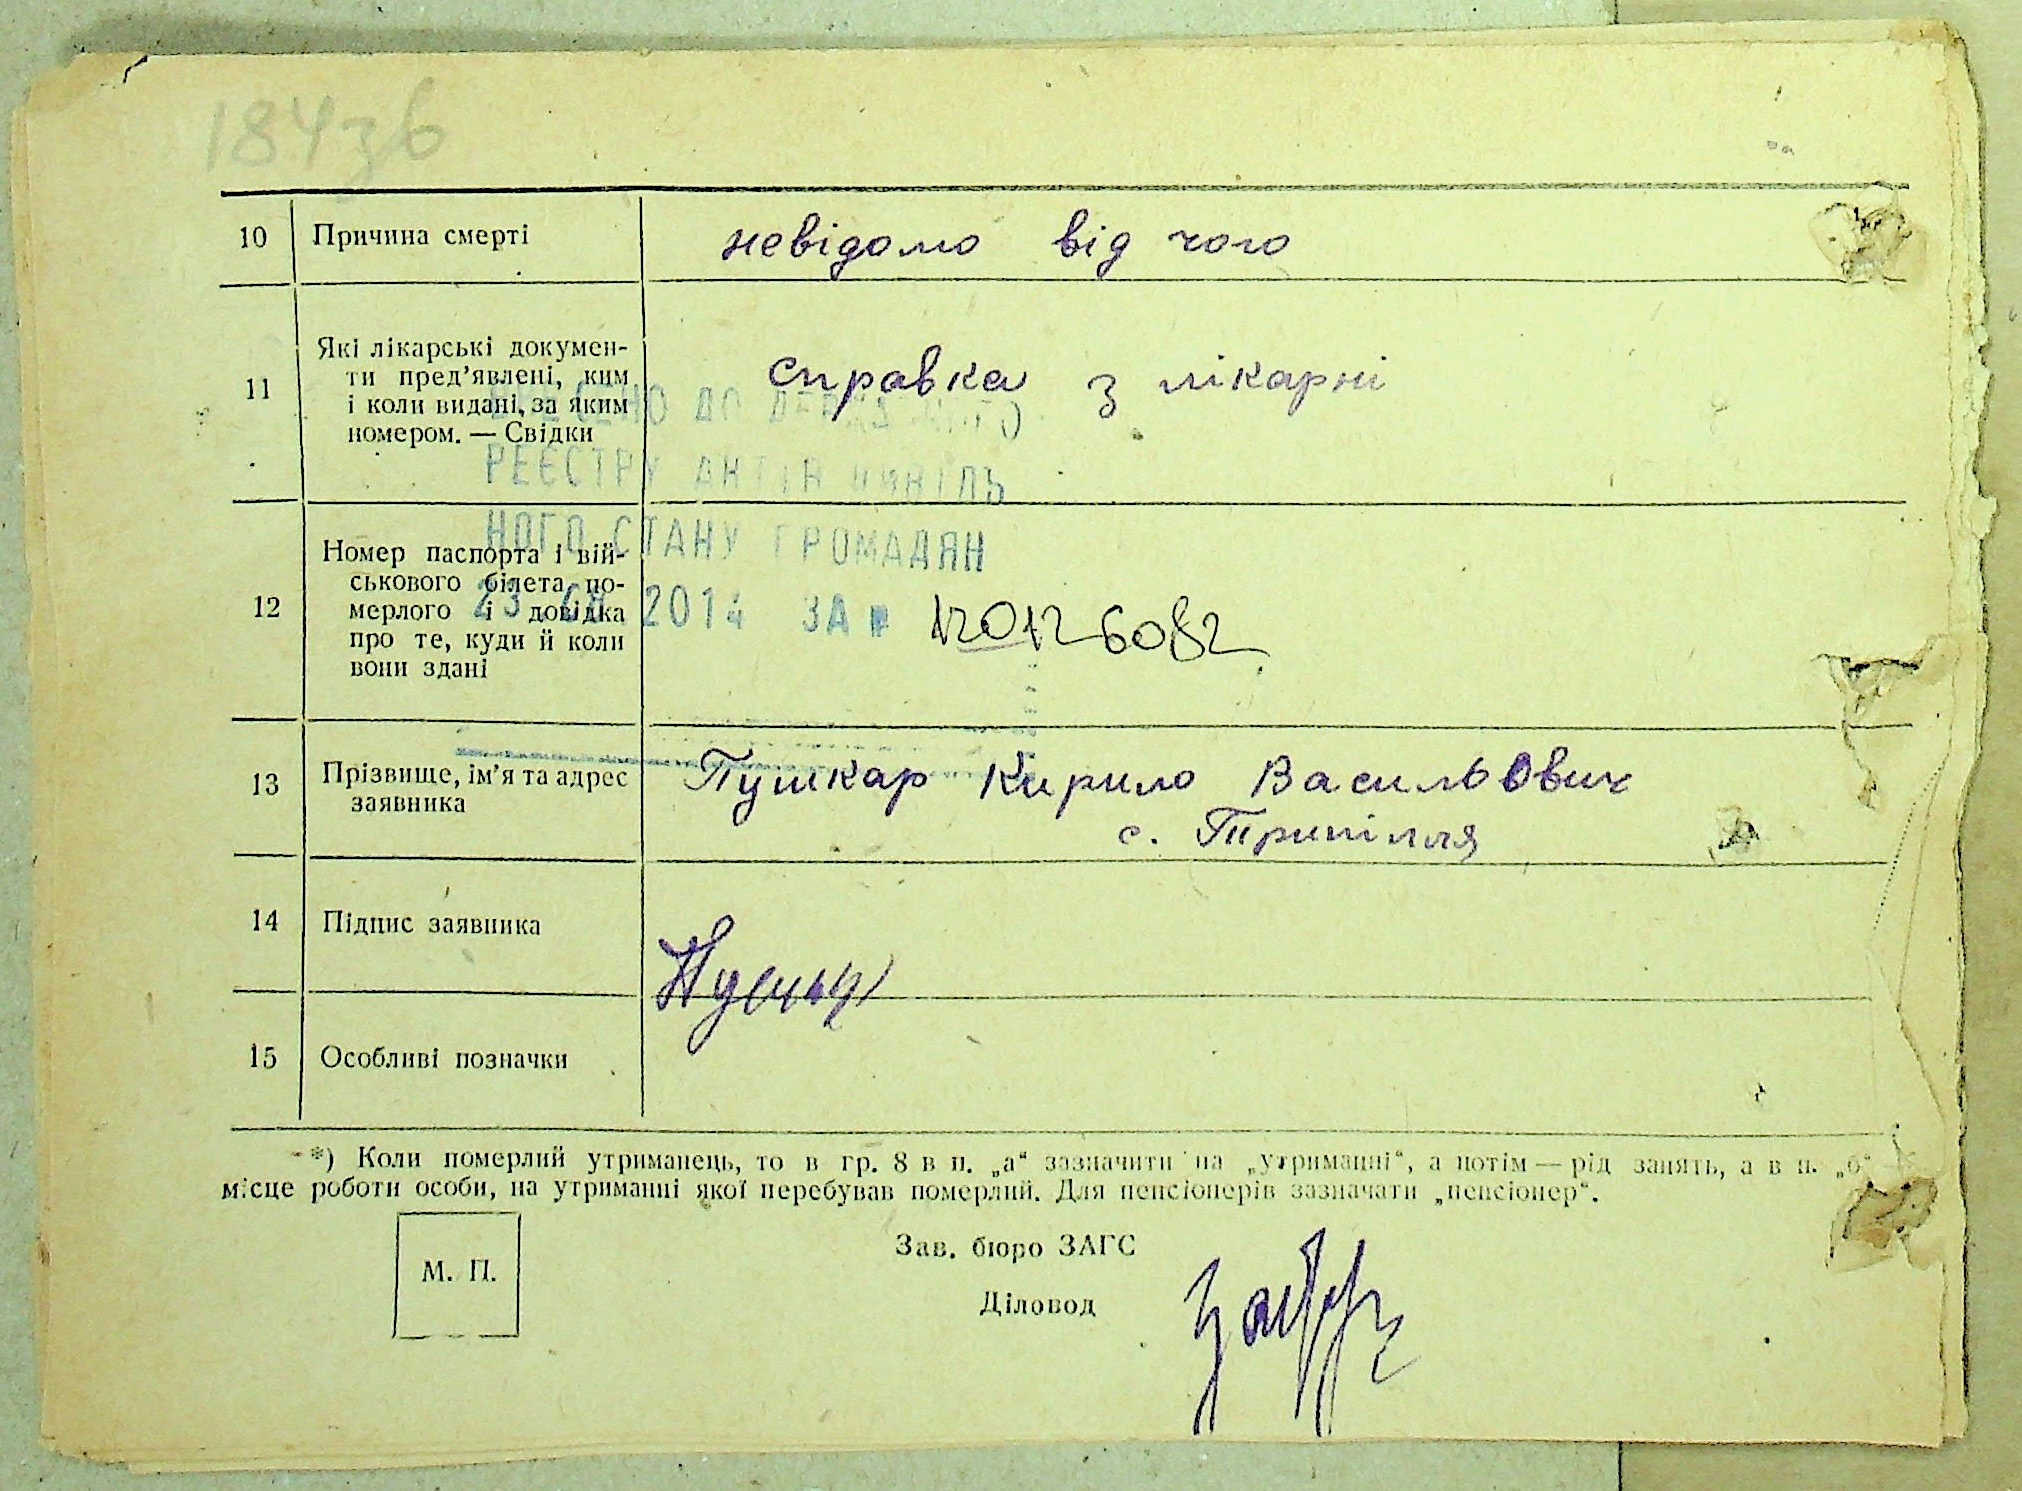 184зв
10 Причина смерті невідомо від чого
11 Які лікарські докумен-
ти пред’явлені, ким
і коли видані, за яким
номером. — Свідки
справка з лікарні
ДО
РЕЄСТРУ АКТІВ ЦИВІЛЬ
НОГО СТАНУ ГРОМАДЯН
2014 ЗА
12 Номер паспорта і вій-
ськового білета по-
мерлого і довідка
про те, куди й коли
вони здані
13 Прізвище, ім’я та адрес
заявника
Пушкар Кирило Васильович
с. Трипілля
14 Підпис заявника
15 Особливі позначки
*) Коли померлий утриманець, то в гр. 8 в п. „а“ зазначити на „утриманні“, а потім — рід занять, а в п. „б“
місце роботи особи, на утриманні якої перебував померлий. Для пенсіонерів зазначати „пенсіонер“.
М. П.
Зав. бюро ЗАГС
Діловод